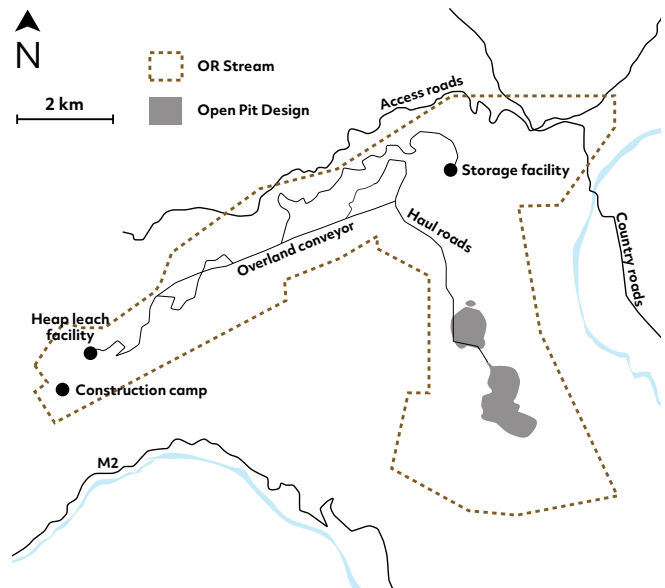 N
2 km
OR Stream
Open Pit Design
Access roads
Storage facility
Haul roads
Overland conveyor
Country roads
Heap leach
facility
Construction camp
M2